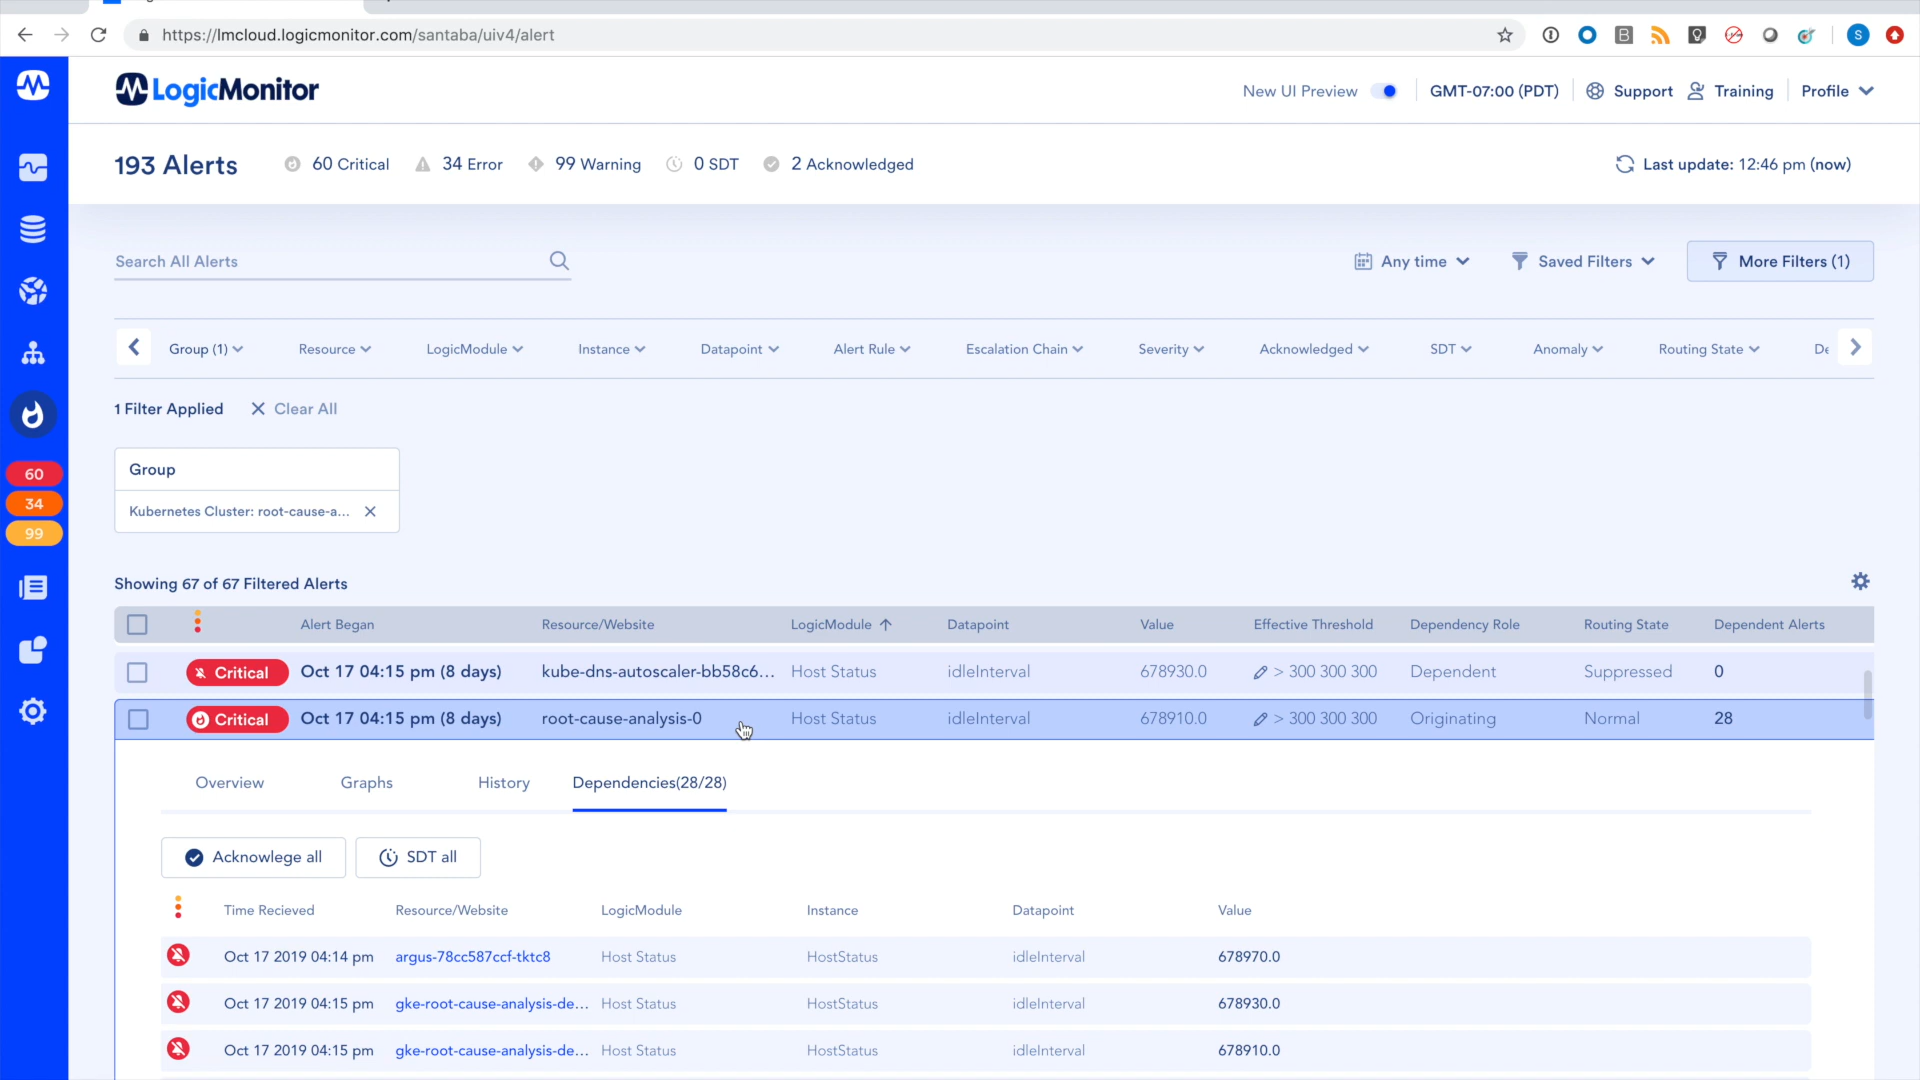 https://lmcloud.logicmonitor.com/santaba/uiv4/alert
LogicMonitor
New UI Preview GMT-07:00 (PDT) Support Training Profile
193 Alerts 60 Critical 34 Error 99 Warning 0 SDT 2 Acknowledged Last update: 12:46 pm (now)
Search All Alerts Any time Saved Filters More Filters (1)
Group (1) Resource LogicModule Instance Datapoint Alert Rule Escalation Chain Severity Acknowledged SDT Anomaly Routing State De
1 Filter Applied Clear All
Group
Kubernetes Cluster: root-cause-a...
60
34
99
Showing 67 of 67 Filtered Alerts
Alert Began Resource/Website LogicModule Datapoint Value Effective Threshold Dependency Role Routing State Dependent Alerts
Critical Oct 17 04:15 pm (8 days) kube-dns-autoscaler-bb58c6... Host Status idleInterval 678930.0 > 300 300 300 Dependent Suppressed 0
Critical Oct 17 04:15 pm (8 days) root-cause-analysis-0 Host Status idleInterval 678910.0 > 300 300 300 Originating Normal 28
Overview Graphs History Dependencies(28/28)
Acknowlege all SDT all
Time Recieved Resource/Website LogicModule Instance Datapoint Value
Oct 17 2019 04:14 pm argus-78cc587ccf-tktc8 Host Status HostStatus idleInterval 678970.0
Oct 17 2019 04:15 pm gke-root-cause-analysis-de... Host Status HostStatus idleInterval 678930.0
Oct 17 2019 04:15 pm gke-root-cause-analysis-de... Host Status HostStatus idleInterval 678910.0